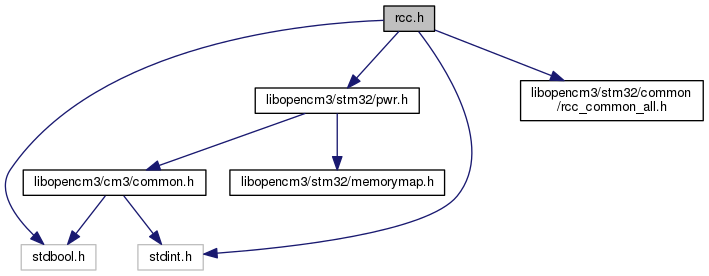 rcc.h
libopencm3/stm32/pwr.h
libopencm3/stm32/common
/rcc_common_all.h
libopencm3/cm3/common.h
libopencm3/stm32/memorymap.h
stdbool.h
stdint.h